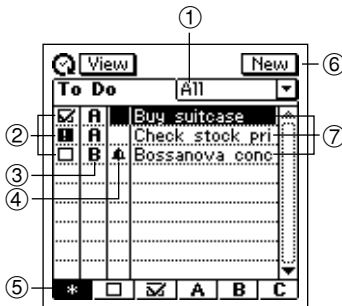 ①
View New ⑥
To Do All
A Buy suitcase
② ! A Check stock pri ⑦
B Bossanova conc
③
④
⑤ * A B C